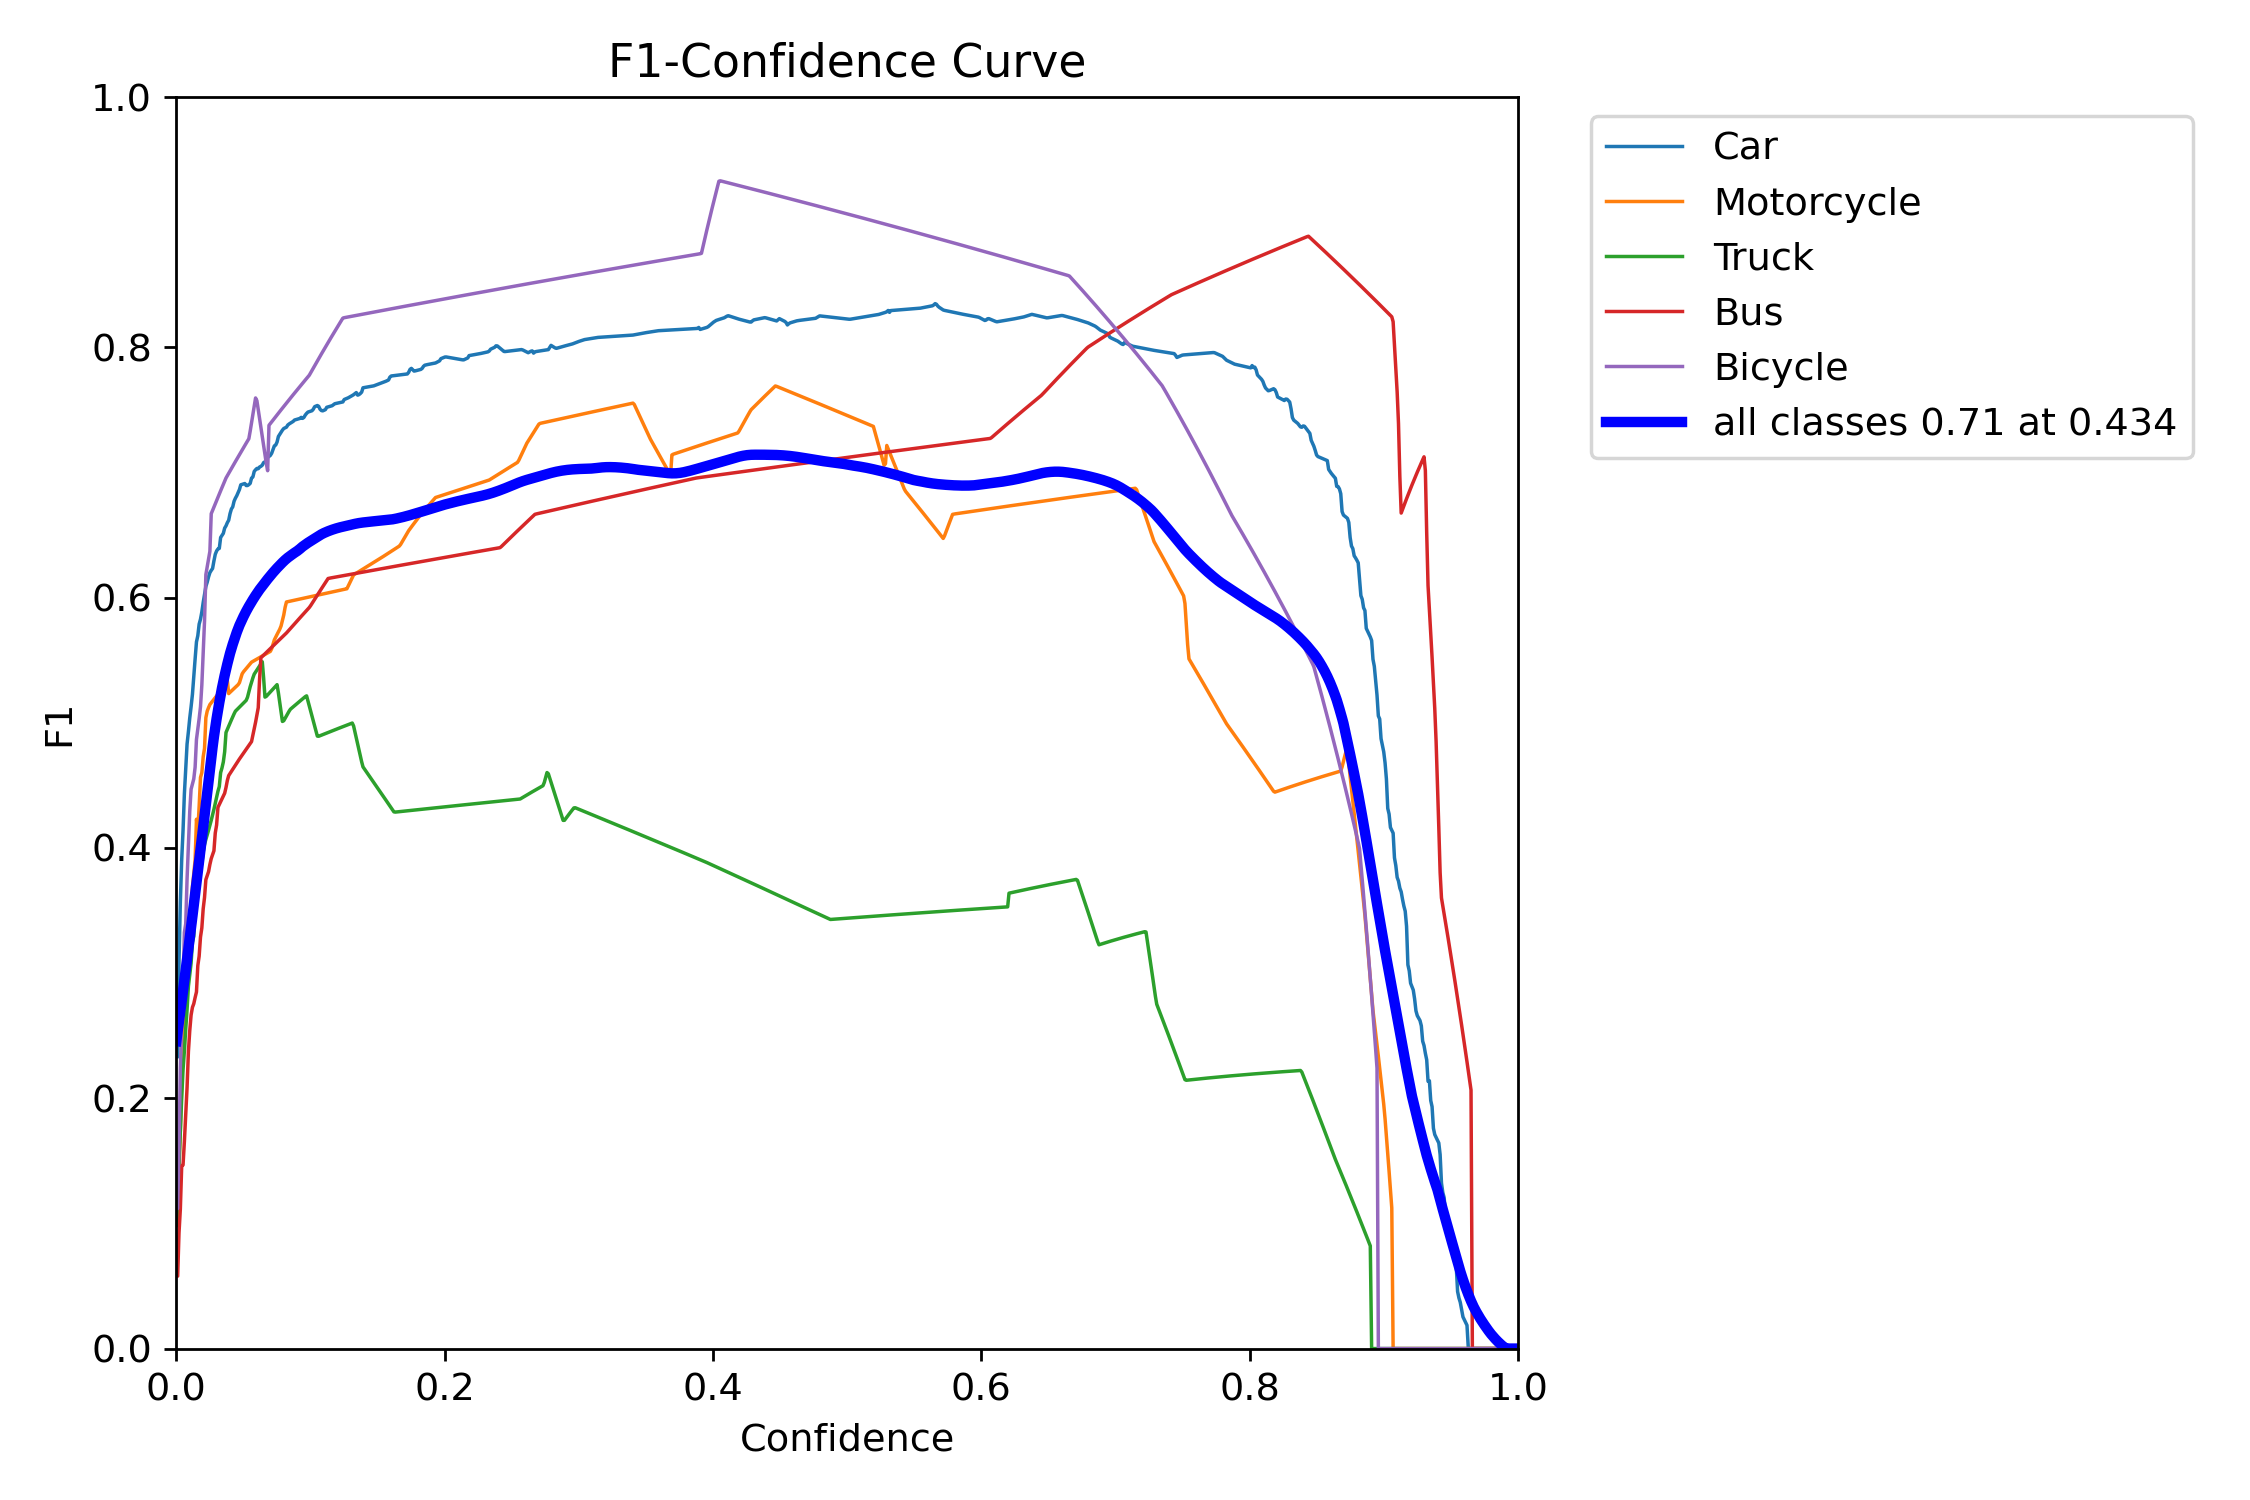 F1-Confidence Curve
1.0
0.8
0.6
0.4
0.2
0.0
F1
0.0 0.2 0.4 0.6 0.8 1.0
Confidence
Car
Motorcycle
Truck
Bus
Bicycle
all classes 0.71 at 0.434